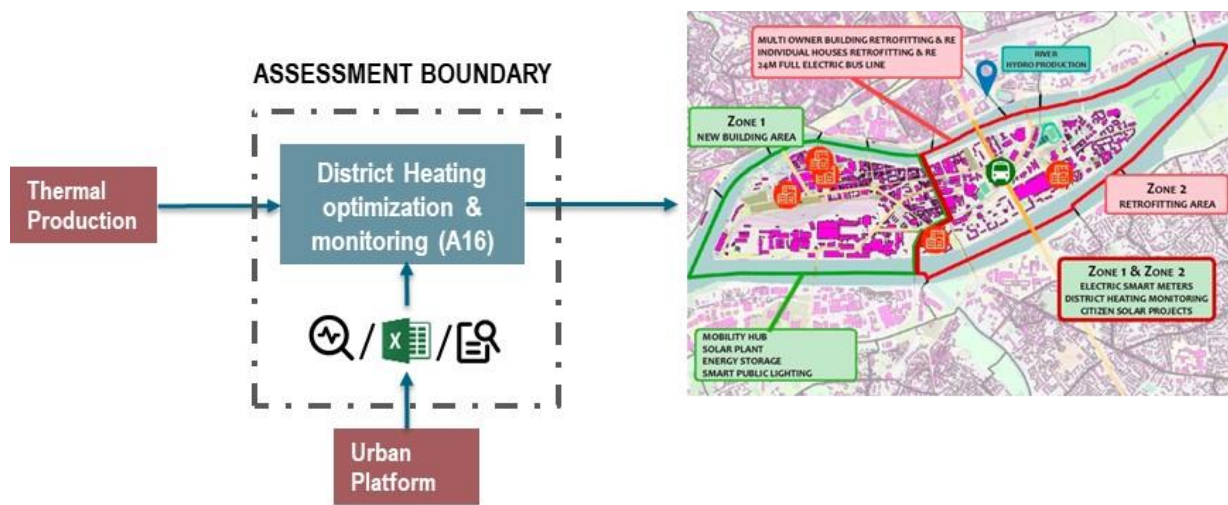 ASSESSMENT BOUNDARY
Thermal
Production
District Heating
optimization &
monitoring (A16)
/ X /
Urban
Platform
MULTI OWNER BUILDING RETROFITTING & RE
INDIVIDUAL HOUSES RETROFITTING & RE
24M FULL ELECTRIC BUS LINE
RIVER
HYDRO PRODUCTION
ZONE 1
NEW BUILDING AREA
ZONE 2
RETROFITTING AREA
ZONE 1 & ZONE 2
ELECTRIC SMART METERS
DISTRICT HEATING MONITORING
CITIZEN SOLAR PROJECTS
MOBILITY HUB
SOLAR PLANT
ENERGY STORAGE
SMART PUBLIC LIGHTING